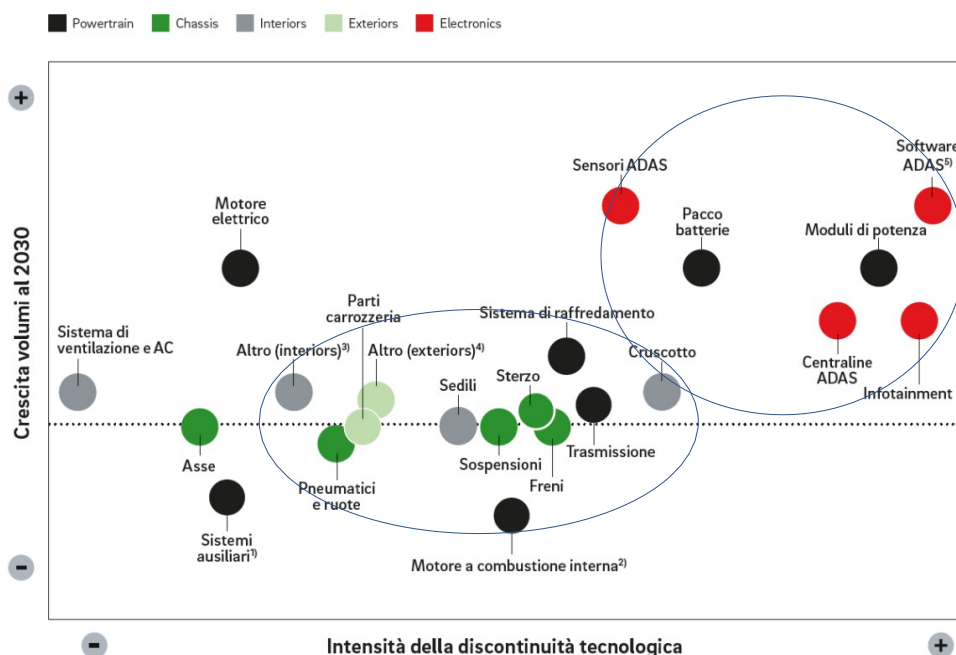 Powertrain
Chassis
Interiors
Exteriors
Electronics
+
Crescita volumi al 2030
-
Sensori ADAS
Software
ADAS5)
Motore
elettrico
Pacco
batterie
Moduli di potenza
Parti
carrozzeria
Sistema di raffredamento
Sistema di
ventilazione e AC
Altro (interiors)3)
Altro (exteriors)4)
Sedili
Sterzo
Cruscotto
Centraline
ADAS
Infotainment
Asse
Pneumatici
e ruote
Sospensioni
Freni
Trasmissione
Sistemi
ausiliari1)
Motore a combustione interna2)
-
Intensità della discontinuità tecnologica
+